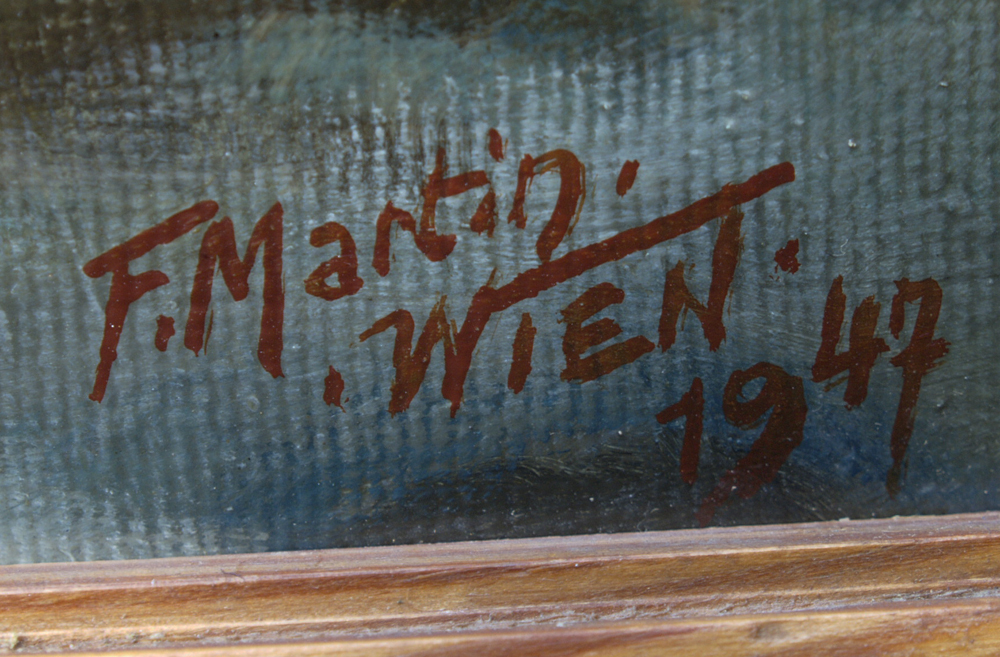 F. Martin.
. WIEN .
1947